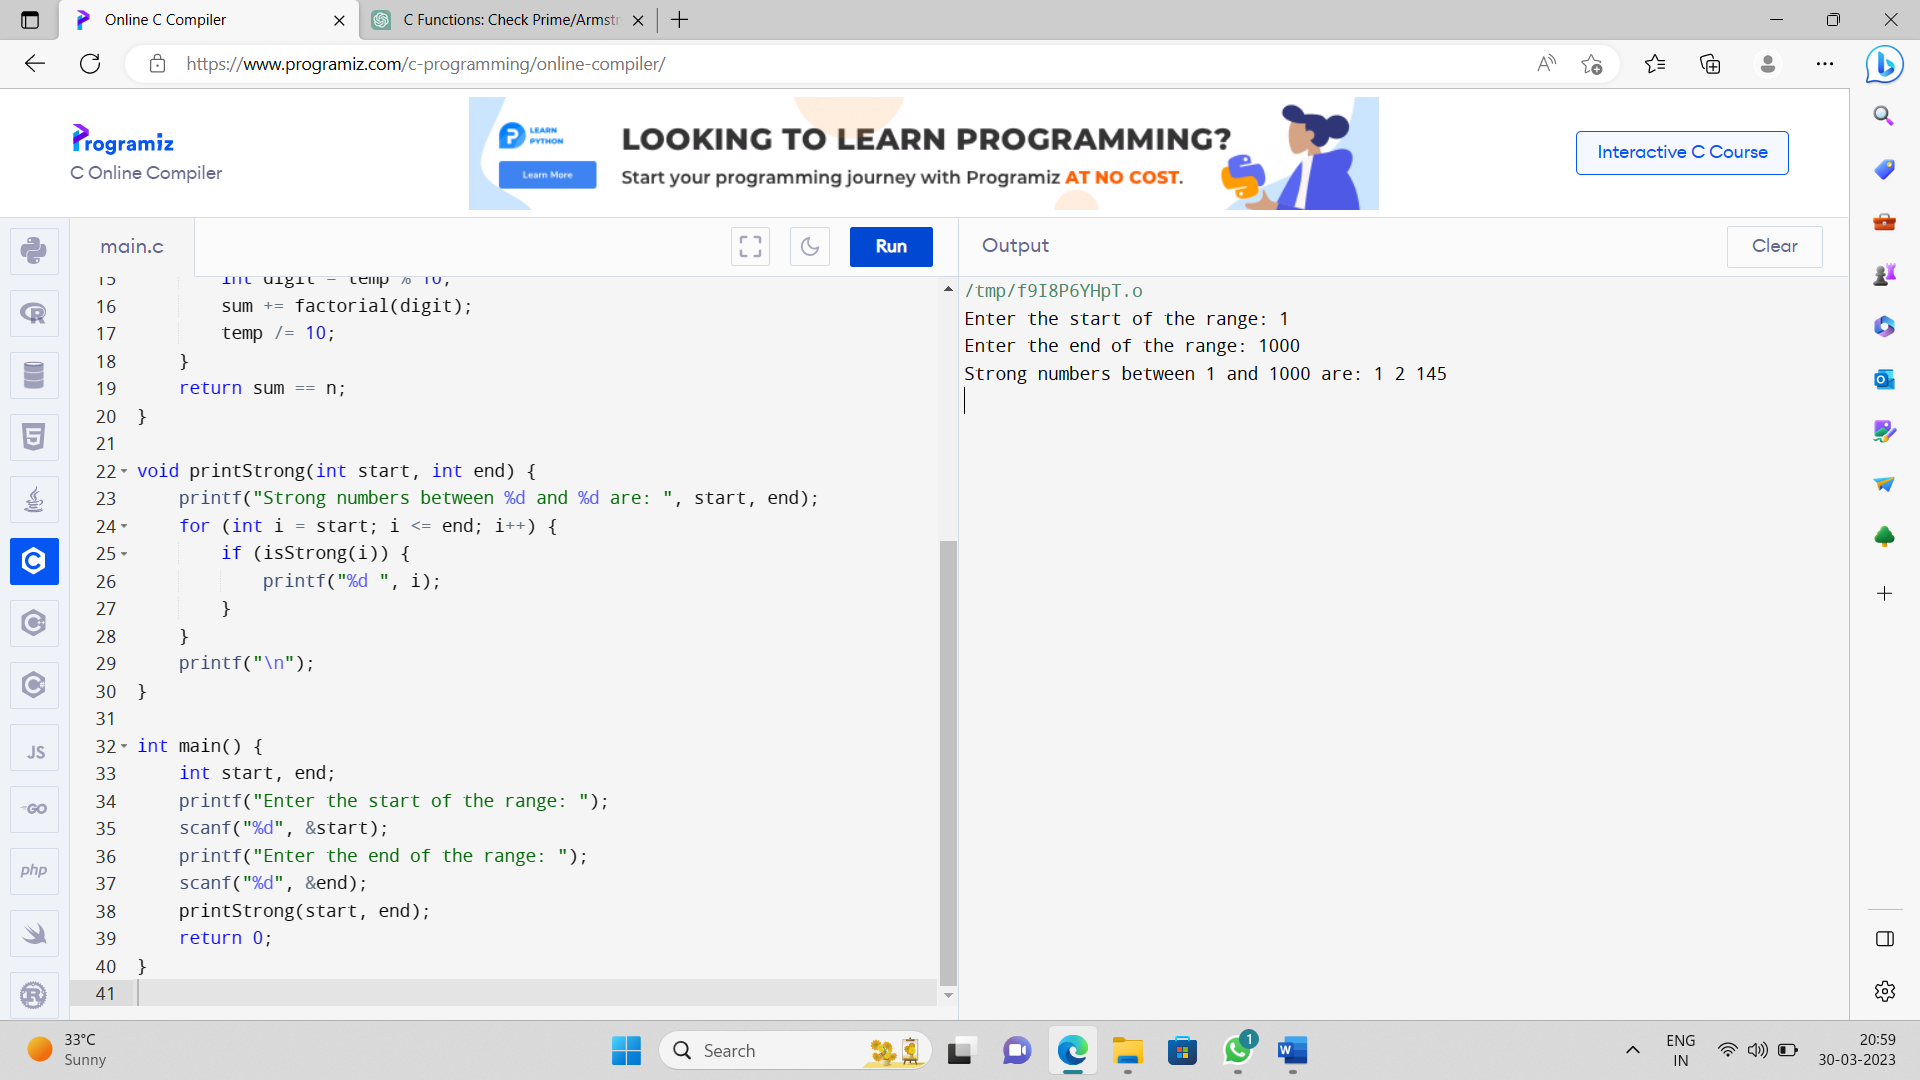 Online C Compiler
C Functions: Check Prime/Armstr
https://www.programiz.com/c-programming/online-compiler/
Programiz
C Online Compiler
LEARN
PYTHON
Learn More
LOOKING TO LEARN PROGRAMMING?
Start your programming journey with Programiz AT NO COST.
Interactive C Course
main.c
Run
Output
Clear
15 int digit = temp % 10;
16 sum += factorial(digit);
17 temp /= 10;
18 }
19 return sum == n;
20 }
21
22 void printStrong(int start, int end) {
23 printf("Strong numbers between %d and %d are: ", start, end);
24 for (int i = start; i <= end; i++) {
25 if (isStrong(i)) {
26 printf("%d ", i);
27 }
28 }
29 printf("\n");
30 }
31
32 int main() {
33 int start, end;
34 printf("Enter the start of the range: ");
35 scanf("%d", &start);
36 printf("Enter the end of the range: ");
37 scanf("%d", &end);
38 printStrong(start, end);
39 return 0;
40 }
41
/tmp/f9I8P6YHpT.o
Enter the start of the range: 1
Enter the end of the range: 1000
Strong numbers between 1 and 1000 are: 1 2 145
JS
GO
php
33°C
Sunny
Search
1
ENG
IN
20:59
30-03-2023